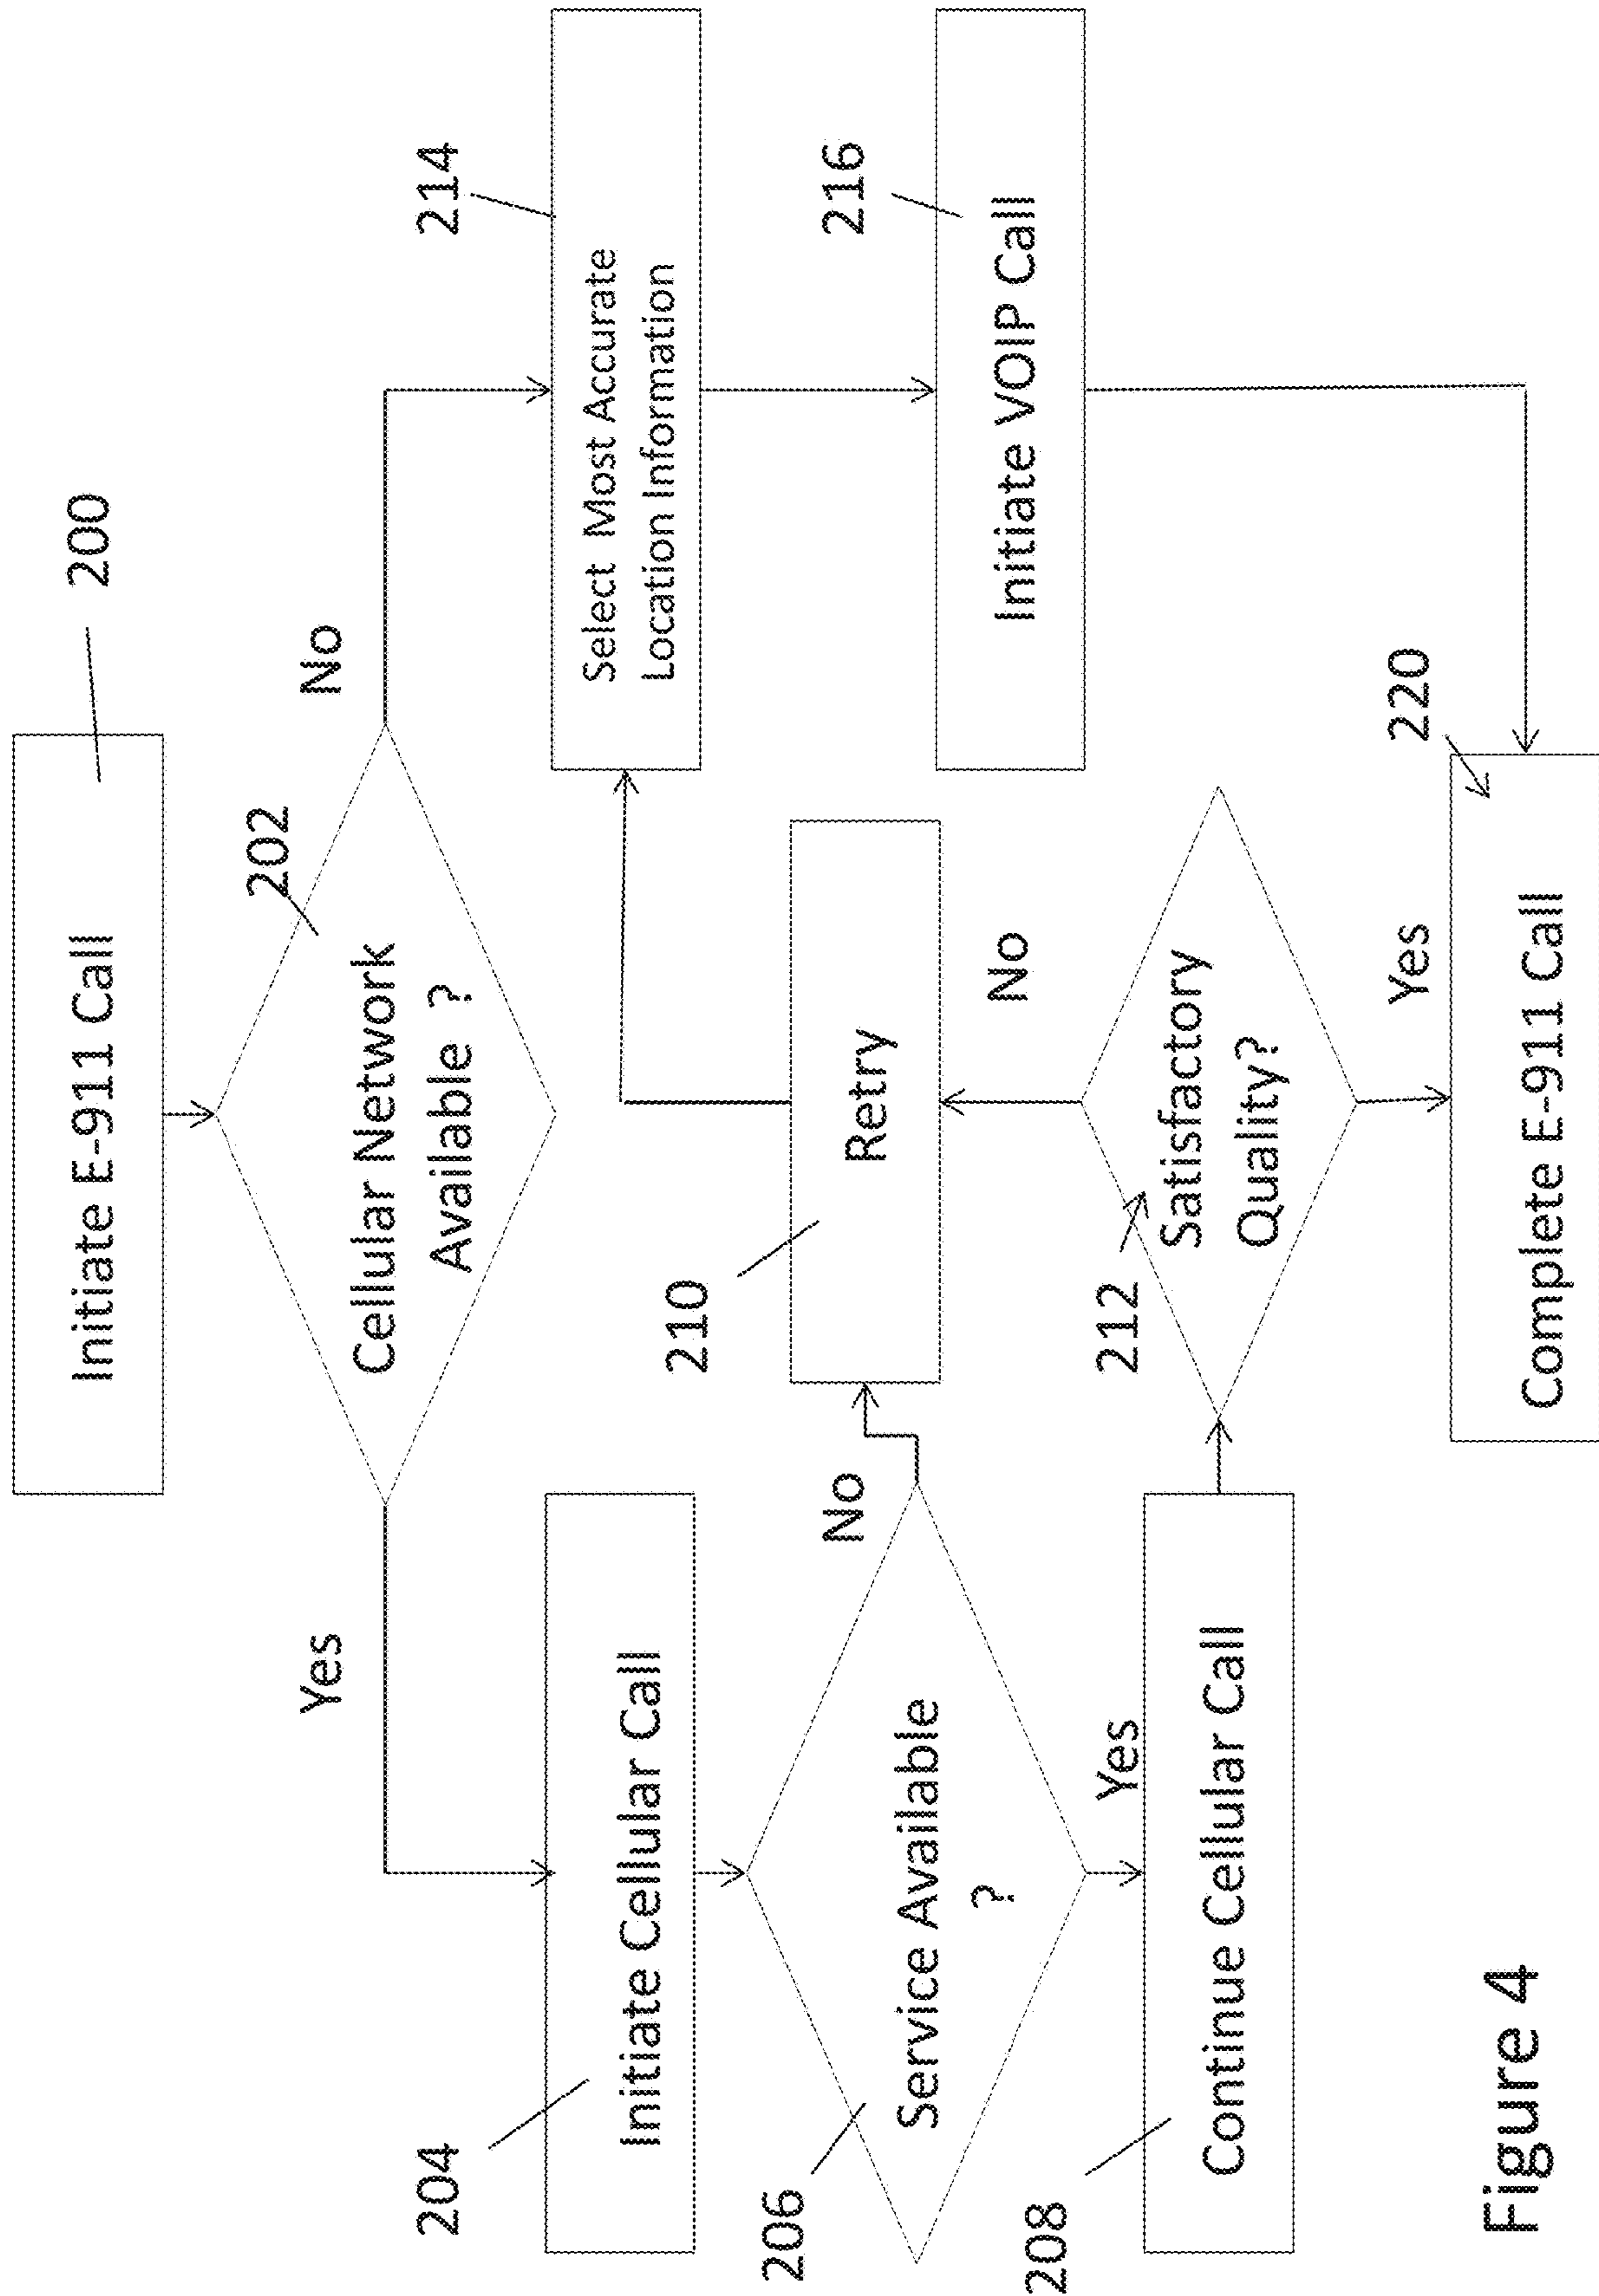 Initiate E-911 Call
200
202
Cellular Network
Available ?
Yes
No
204
Initiate Cellular Call
214
Select Most Accurate
Location Information
206
Service Available
?
No
210
Retry
216
Initiate VOIP Call
Yes
No
208
Continue Cellular Call
212
Satisfactory
Quality?
Yes
220
Complete E-911 Call
Figure 4